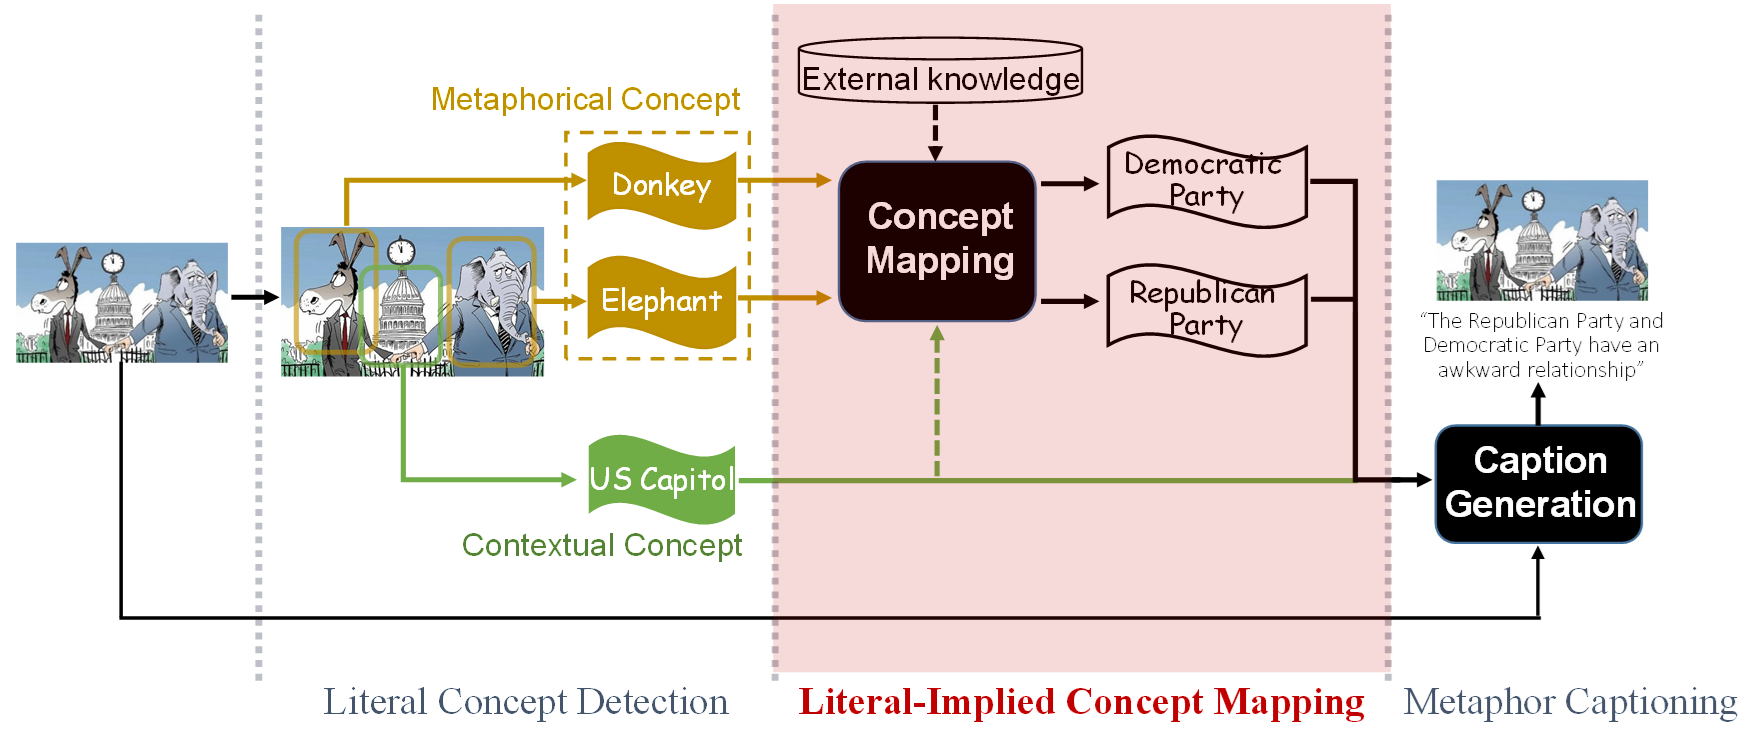 External knowledge
Metaphorical Concept
Donkey
Elephant
US Capitol
Contextual Concept
Concept
Mapping
Democratic
Party
Republican
Party
“The Republican Party and
Democratic Party have an
awkward relationship”
Caption
Generation
Literal Concept Detection
Literal-Implied Concept Mapping
Metaphor Captioning